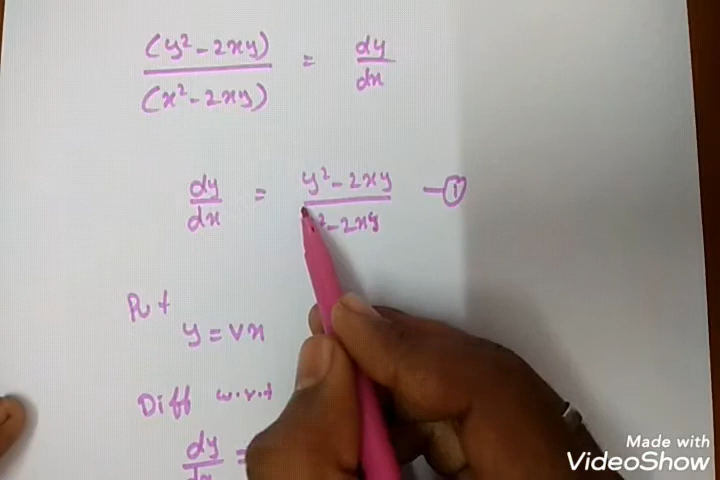 (y² - 2xy) / (x² - 2xy) = dy/dx
dy/dx = y² - 2xy / ² - 2xy — ①
Put
y = vx
Diff w.r.t
dy/dx =
Made with
VideoShow